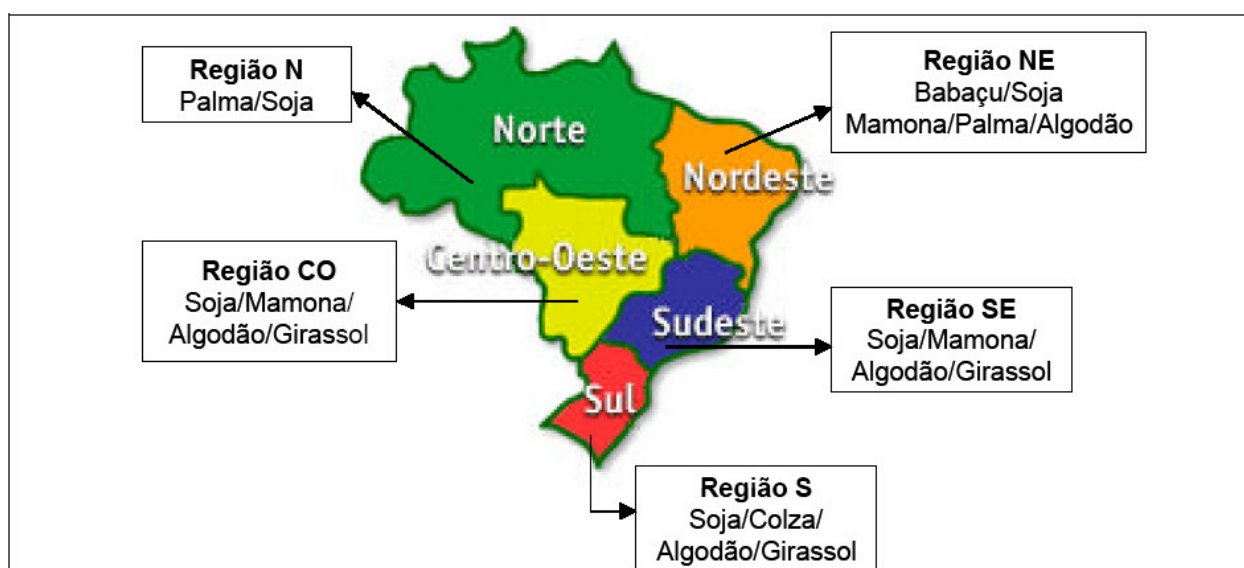 Região N
Palma/Soja
Região NE
Babaçu/Soja
Mamona/Palma/Algodão
Norte
Nordeste
Região CO
Soja/Mamona/
Algodão/Girassol
Centro-Oeste
Sudeste
Região SE
Soja/Mamona/
Algodão/Girassol
Sul
Região S
Soja/Colza/
Algodão/Girassol